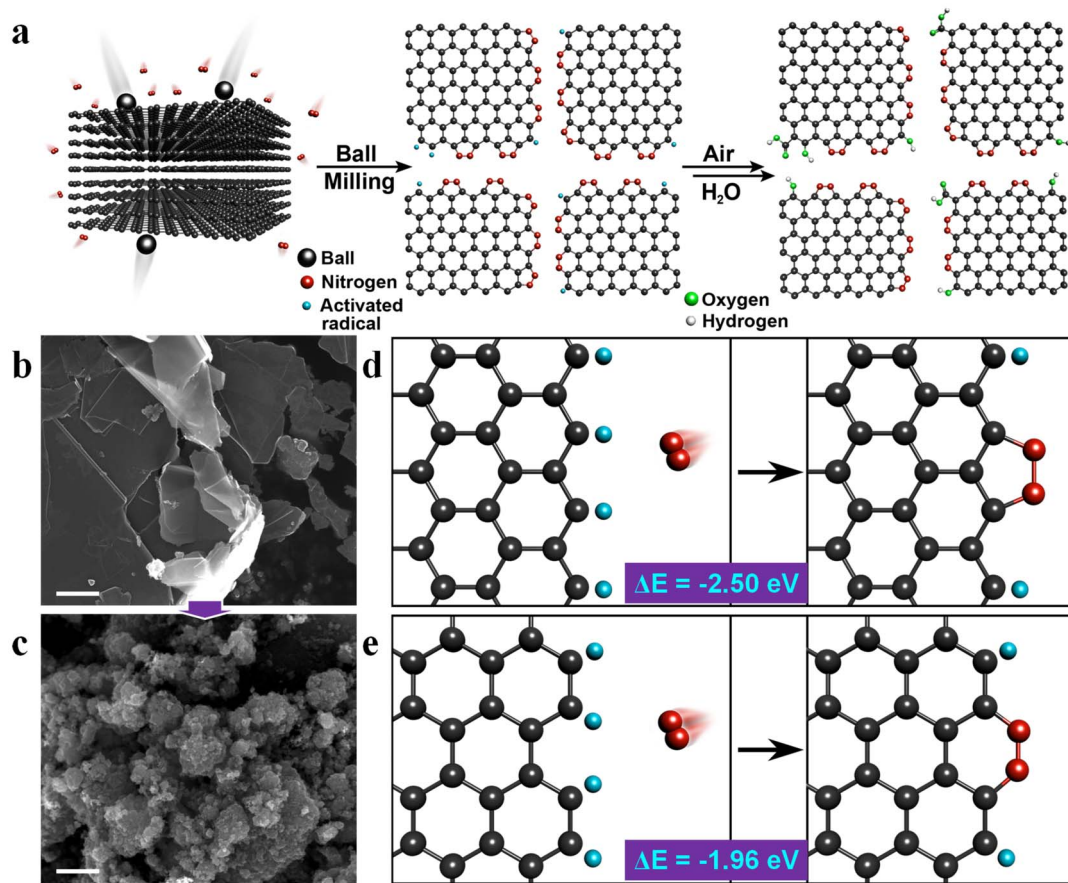 a
Ball
Milling
Air
H₂O
Ball
Nitrogen
Activated
radical
Oxygen
Hydrogen
b
c
d
ΔE = -2.50 eV
e
ΔE = -1.96 eV